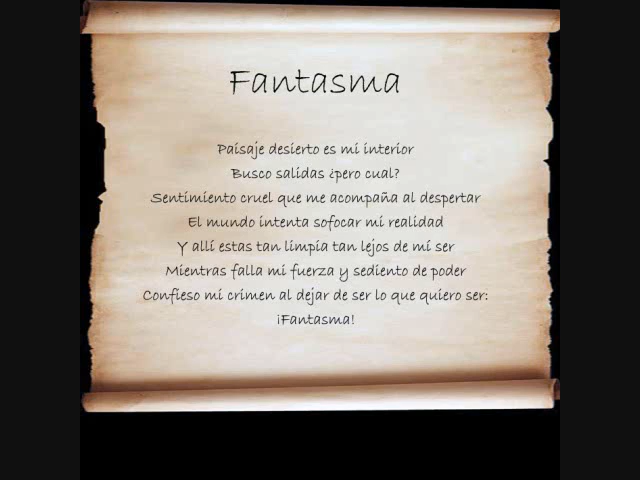 Fantasma
Paisaje desierto es mi interior
Busco salidas ¿pero cual?
Sentimiento cruel que me acompaña al despertar
El mundo intenta sofocar mi realidad
Y allí estas tan limpia tan lejos de mi ser
Mientras falla mi fuerza y sediento de poder
Confieso mi crimen al dejar de ser lo que quiero ser:
¡Fantasma!